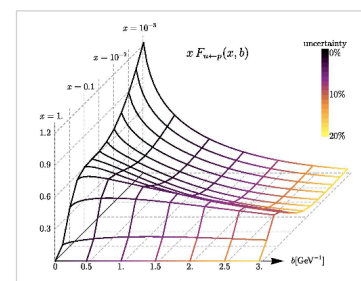 x = 10⁻³
x F_{u←p}(x, b)
uncertainty
0%
10%
20%
x − 10⁻²
x − 0.1
x = 1.
1.2
0.9
0.6
0.3
0 0.5 1. 1.5 2. 2.5 3. b[GeV⁻¹]